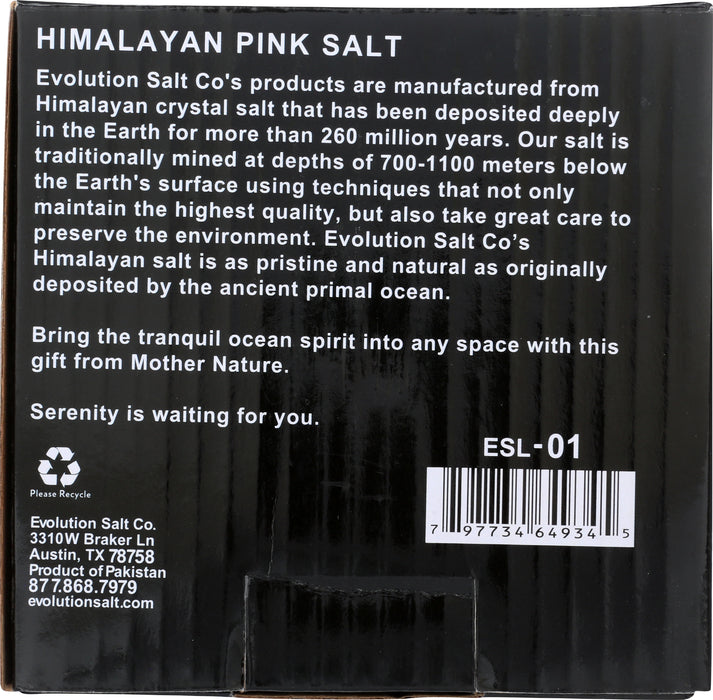 HIMALAYAN PINK SALT
Evolution Salt Co's products are manufactured from
Himalayan crystal salt that has been deposited deeply
in the Earth for more than 260 million years. Our salt is
traditionally mined at depths of 700-1100 meters below
the Earth's surface using techniques that not only
maintain the highest quality, but also take great care to
preserve the environment. Evolution Salt Co’s
Himalayan salt is as pristine and natural as originally
deposited by the ancient primal ocean.
Bring the tranquil ocean spirit into any space with this
gift from Mother Nature.
Serenity is waiting for you.
Please Recycle
Evolution Salt Co.
3310W Braker Ln
Austin, TX 78758
Product of Pakistan
877.868.7979
evolutionsalt.com
ESL-01
7 97734 64934 5